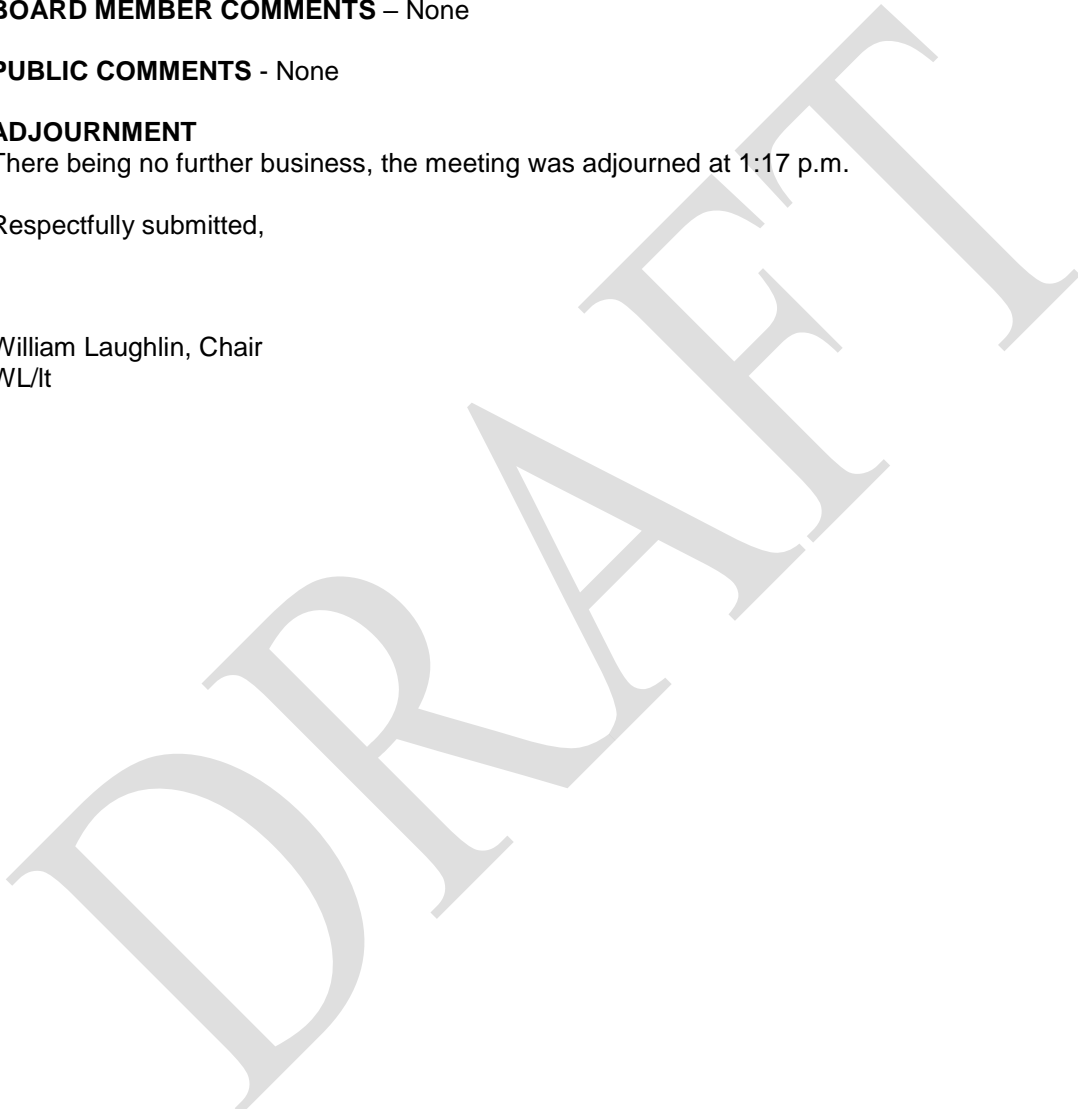 BOARD MEMBER COMMENTS – None
PUBLIC COMMENTS - None
ADJOURNMENT
There being no further business, the meeting was adjourned at 1:17 p.m.
Respectfully submitted,
William Laughlin, Chair
WL/lt
DRAFT